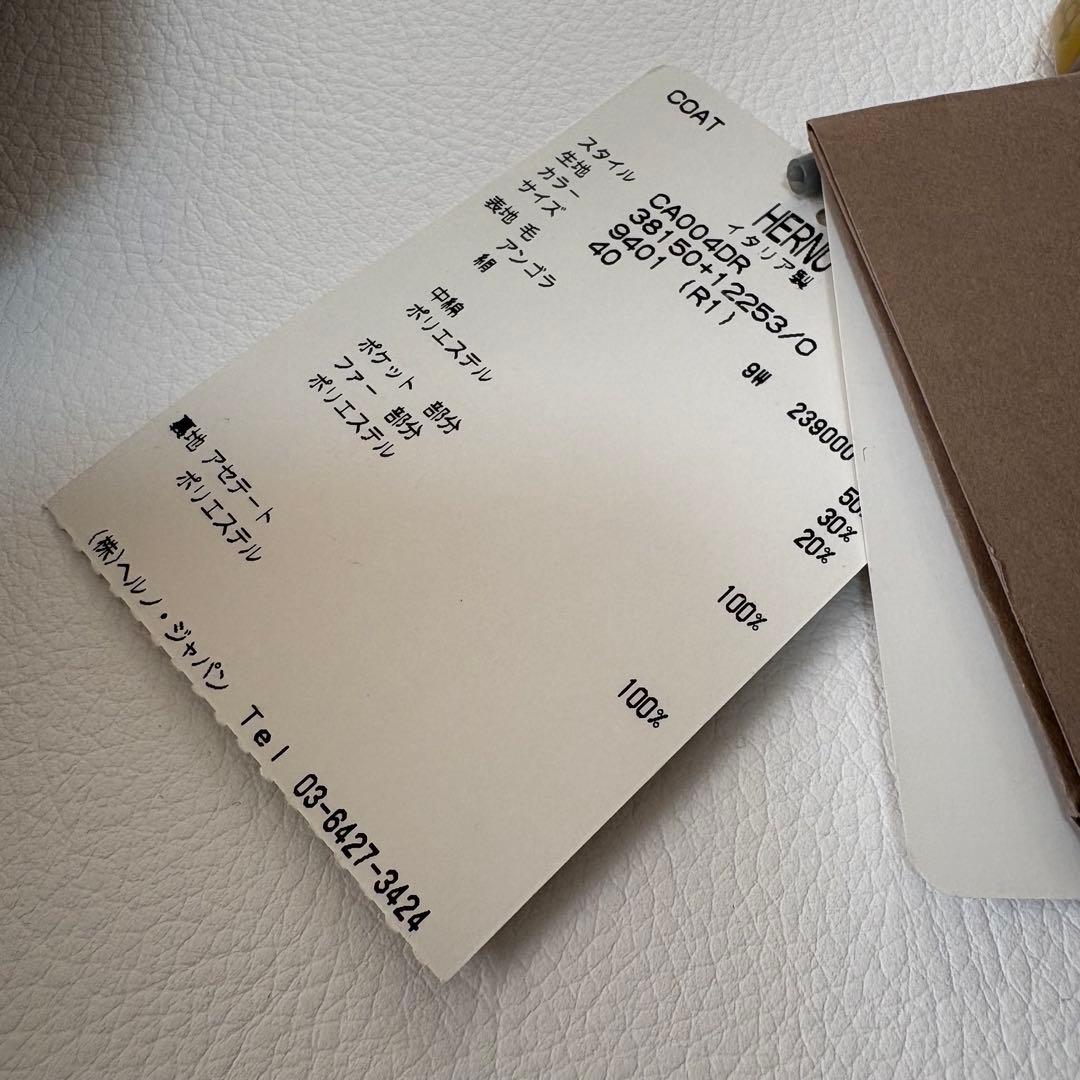 COAT
HERNO
イタリア製
スタイル CA004DR
生地 38150+12253/0
カラー 9401 (R1)
サイズ 40
9W 239000
表地 毛 50%
アンゴラ 30%
絹 20%
中綿
ポリエステル 100%
ポケット 部分
ファー 部分
ポリエステル 100%
裏地 アセテート
ポリエステル
(株)ヘルノ・ジャパン Tel 03-6427-3424